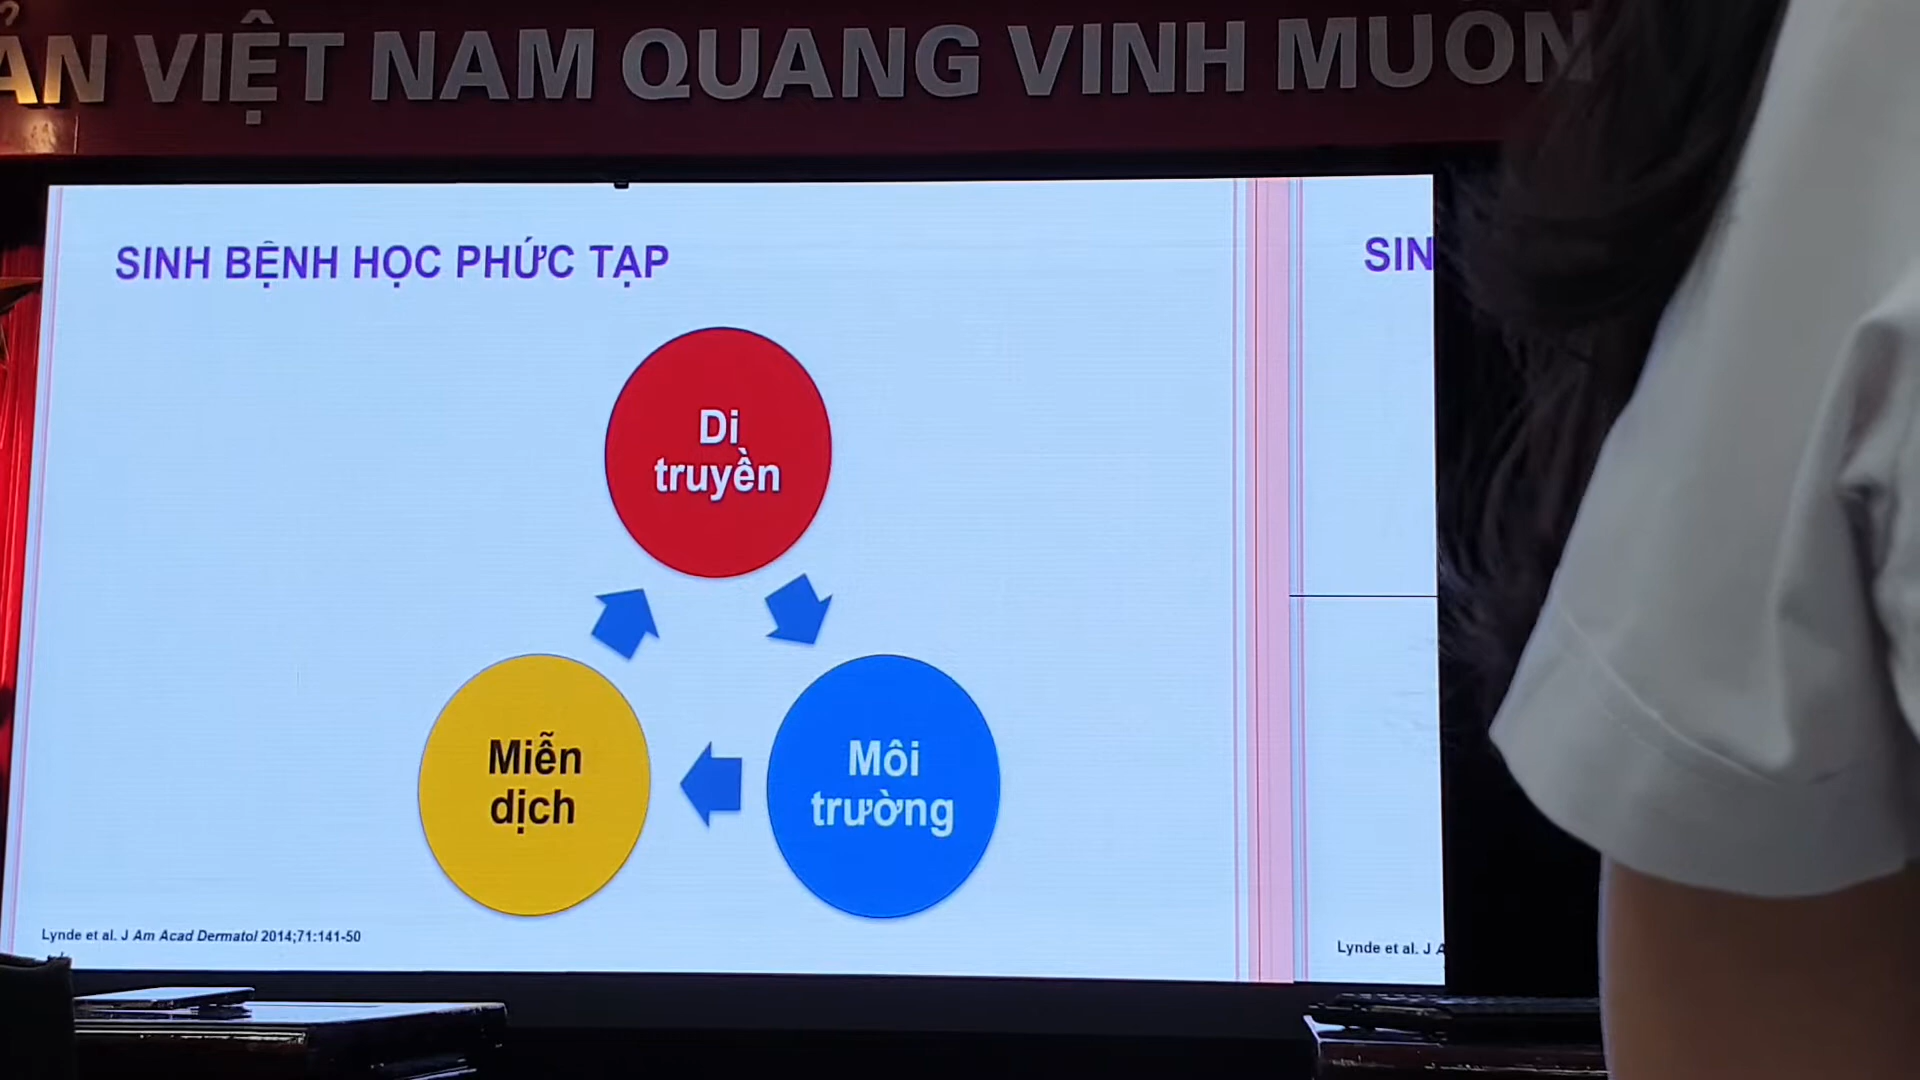 ẢN VIỆT NAM QUANG VINH MUÔN
SINH BỆNH HỌC PHỨC TẠP
SIN
Di
truyền
Miễn
dịch
Môi
trường
Lynde et al. J Am Acad Dermatol 2014;71:141-50
Lynde et al. J A